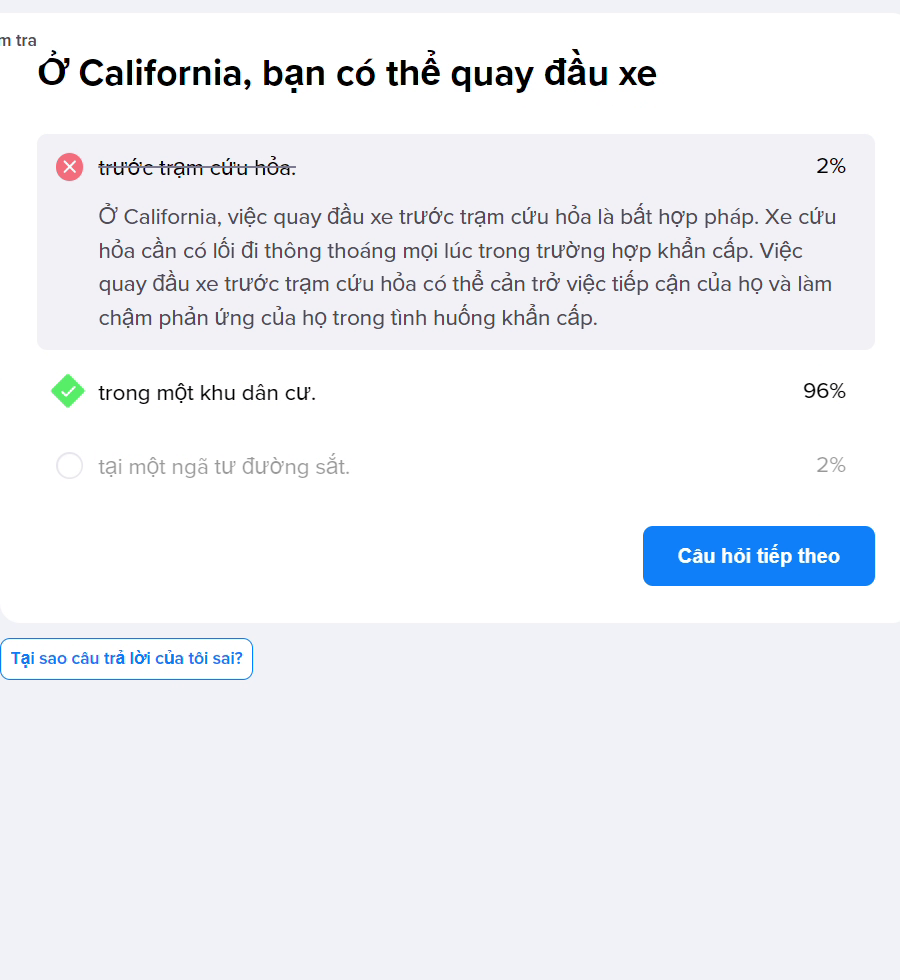 m tra
Ở California, bạn có thể quay đầu xe
trước trạm cứu hỏa.
2%
Ở California, việc quay đầu xe trước trạm cứu hỏa là bất hợp pháp. Xe cứu
hỏa cần có lối đi thông thoáng mọi lúc trong trường hợp khẩn cấp. Việc
quay đầu xe trước trạm cứu hỏa có thể cản trở việc tiếp cận của họ và làm
chậm phản ứng của họ trong tình huống khẩn cấp.
trong một khu dân cư.
96%
tại một ngã tư đường sắt.
2%
Câu hỏi tiếp theo
Tại sao câu trả lời của tôi sai?